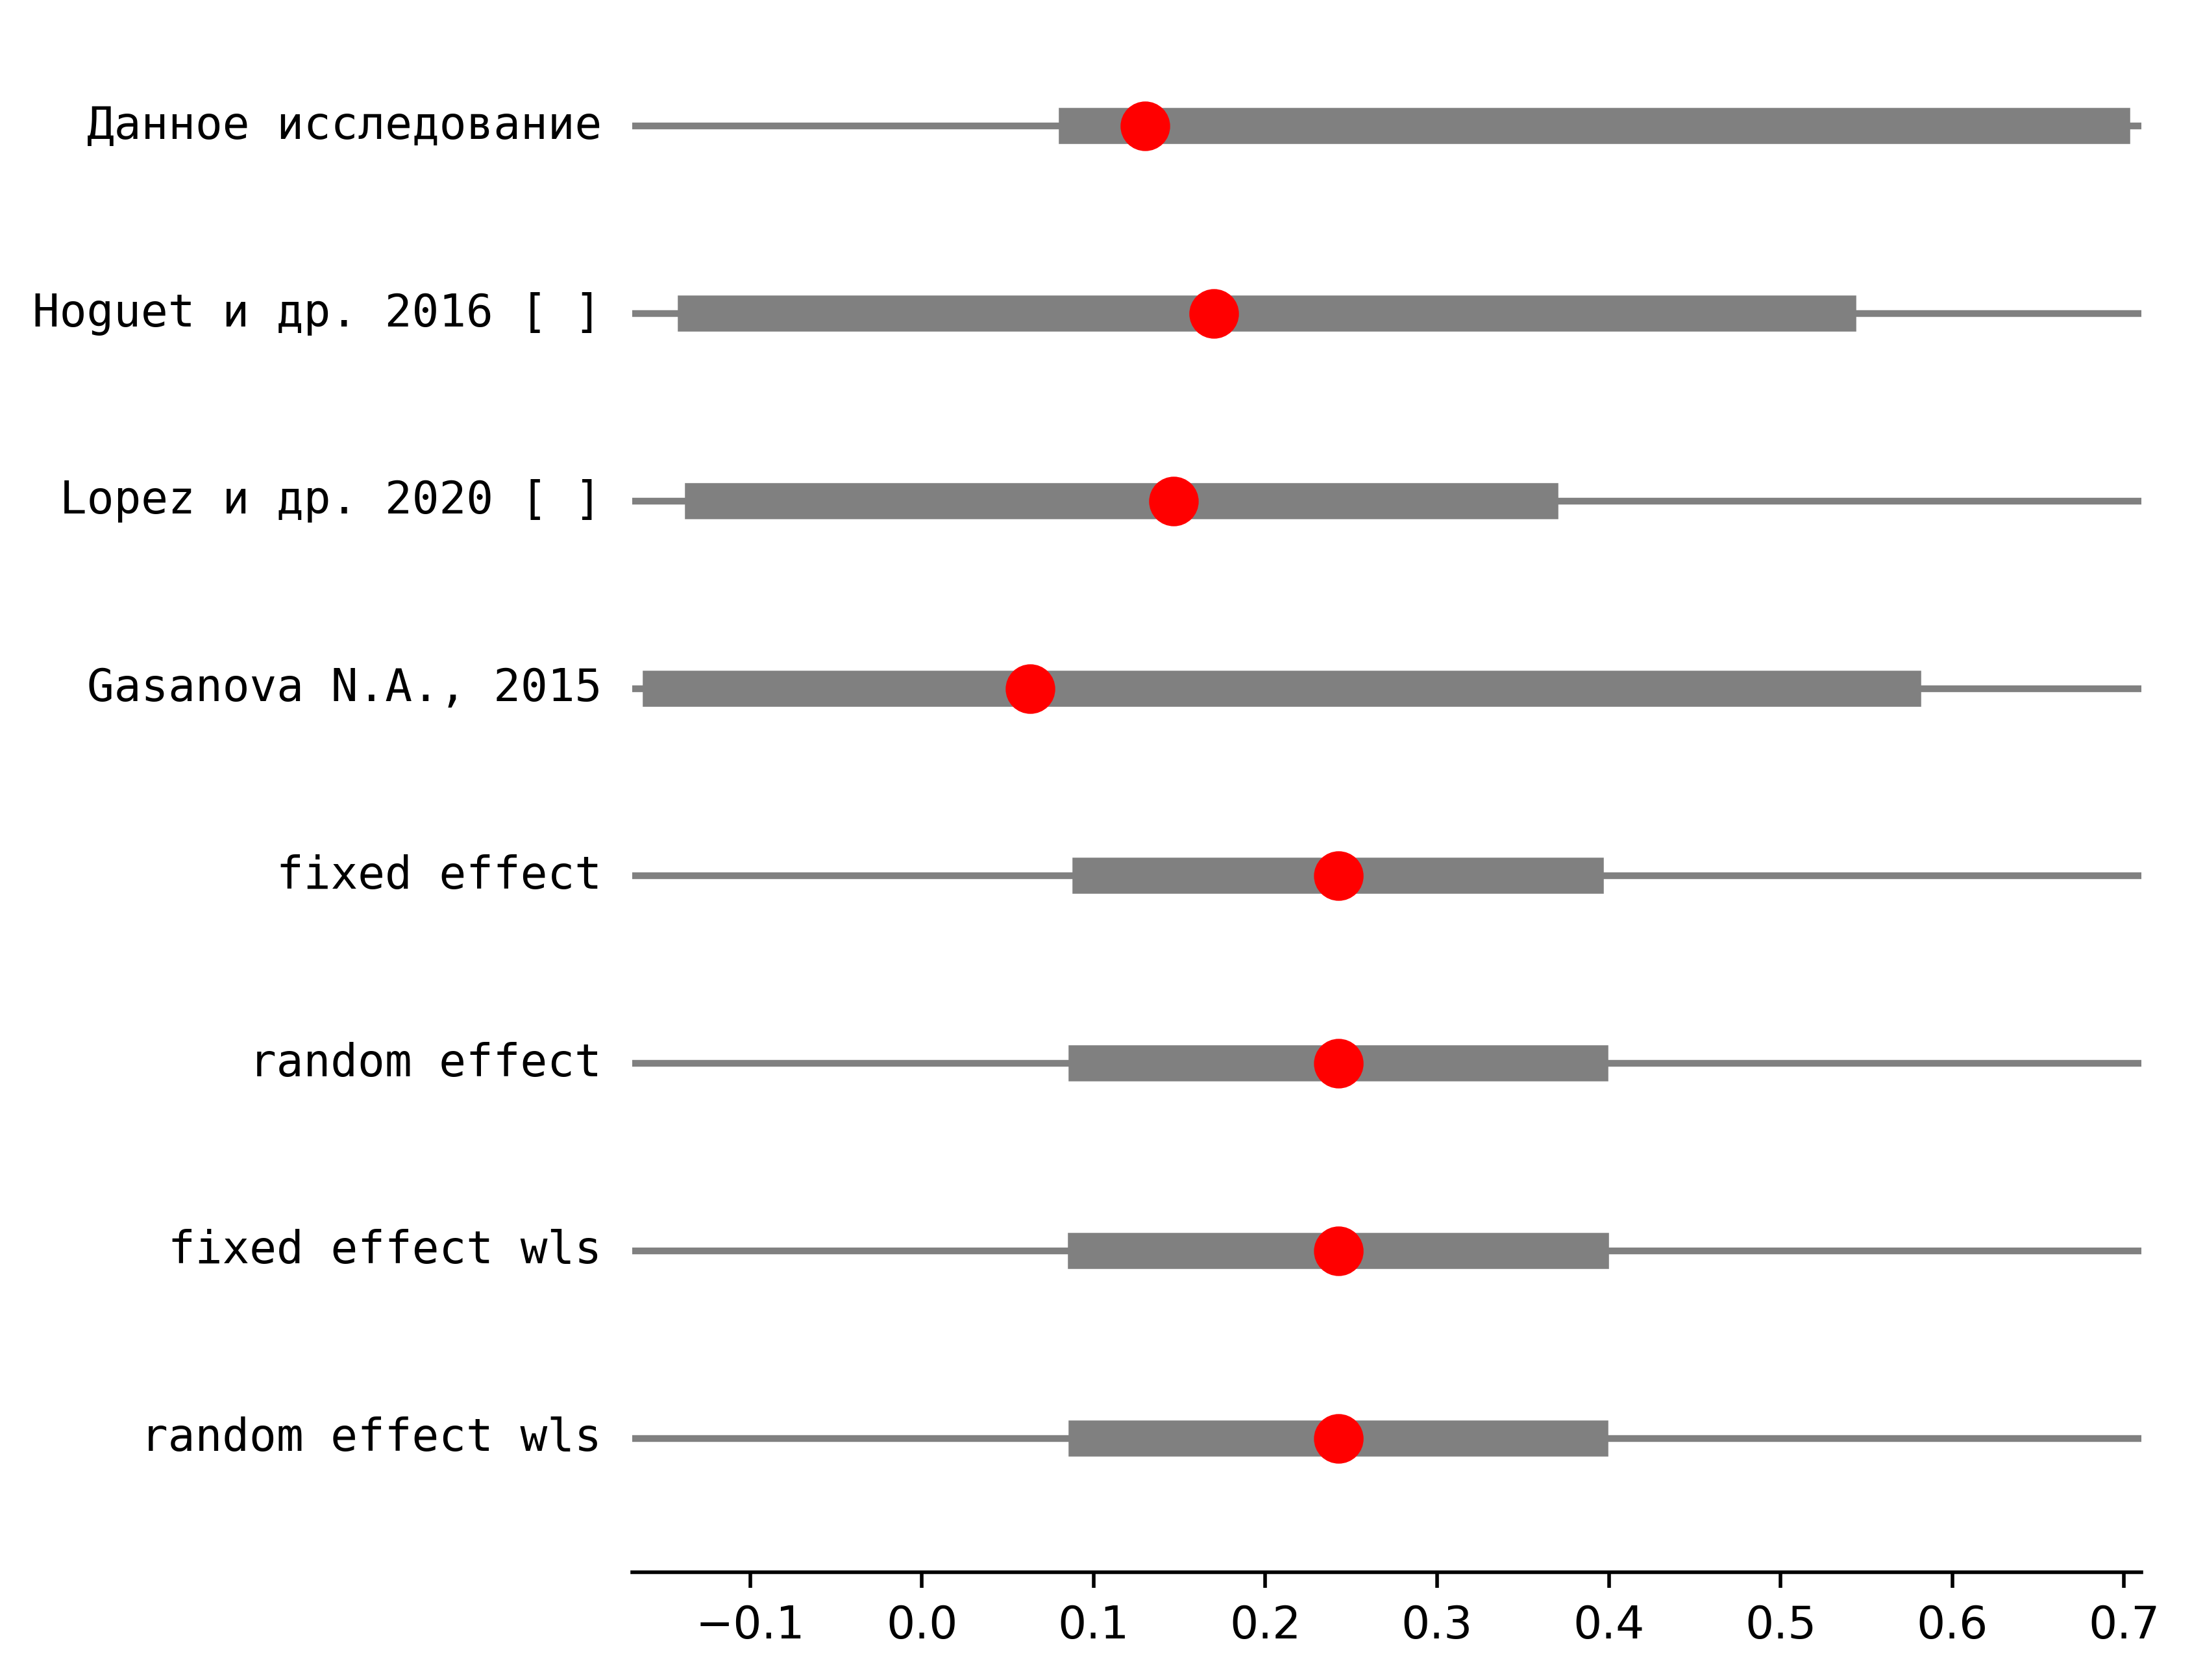 Данное исследование
Hoguet и др. 2016 [ ]
Lopez и др. 2020 [ ]
Gasanova N.A., 2015
fixed effect
random effect
fixed effect wls
random effect wls
−0.1 0.0 0.1 0.2 0.3 0.4 0.5 0.6 0.7